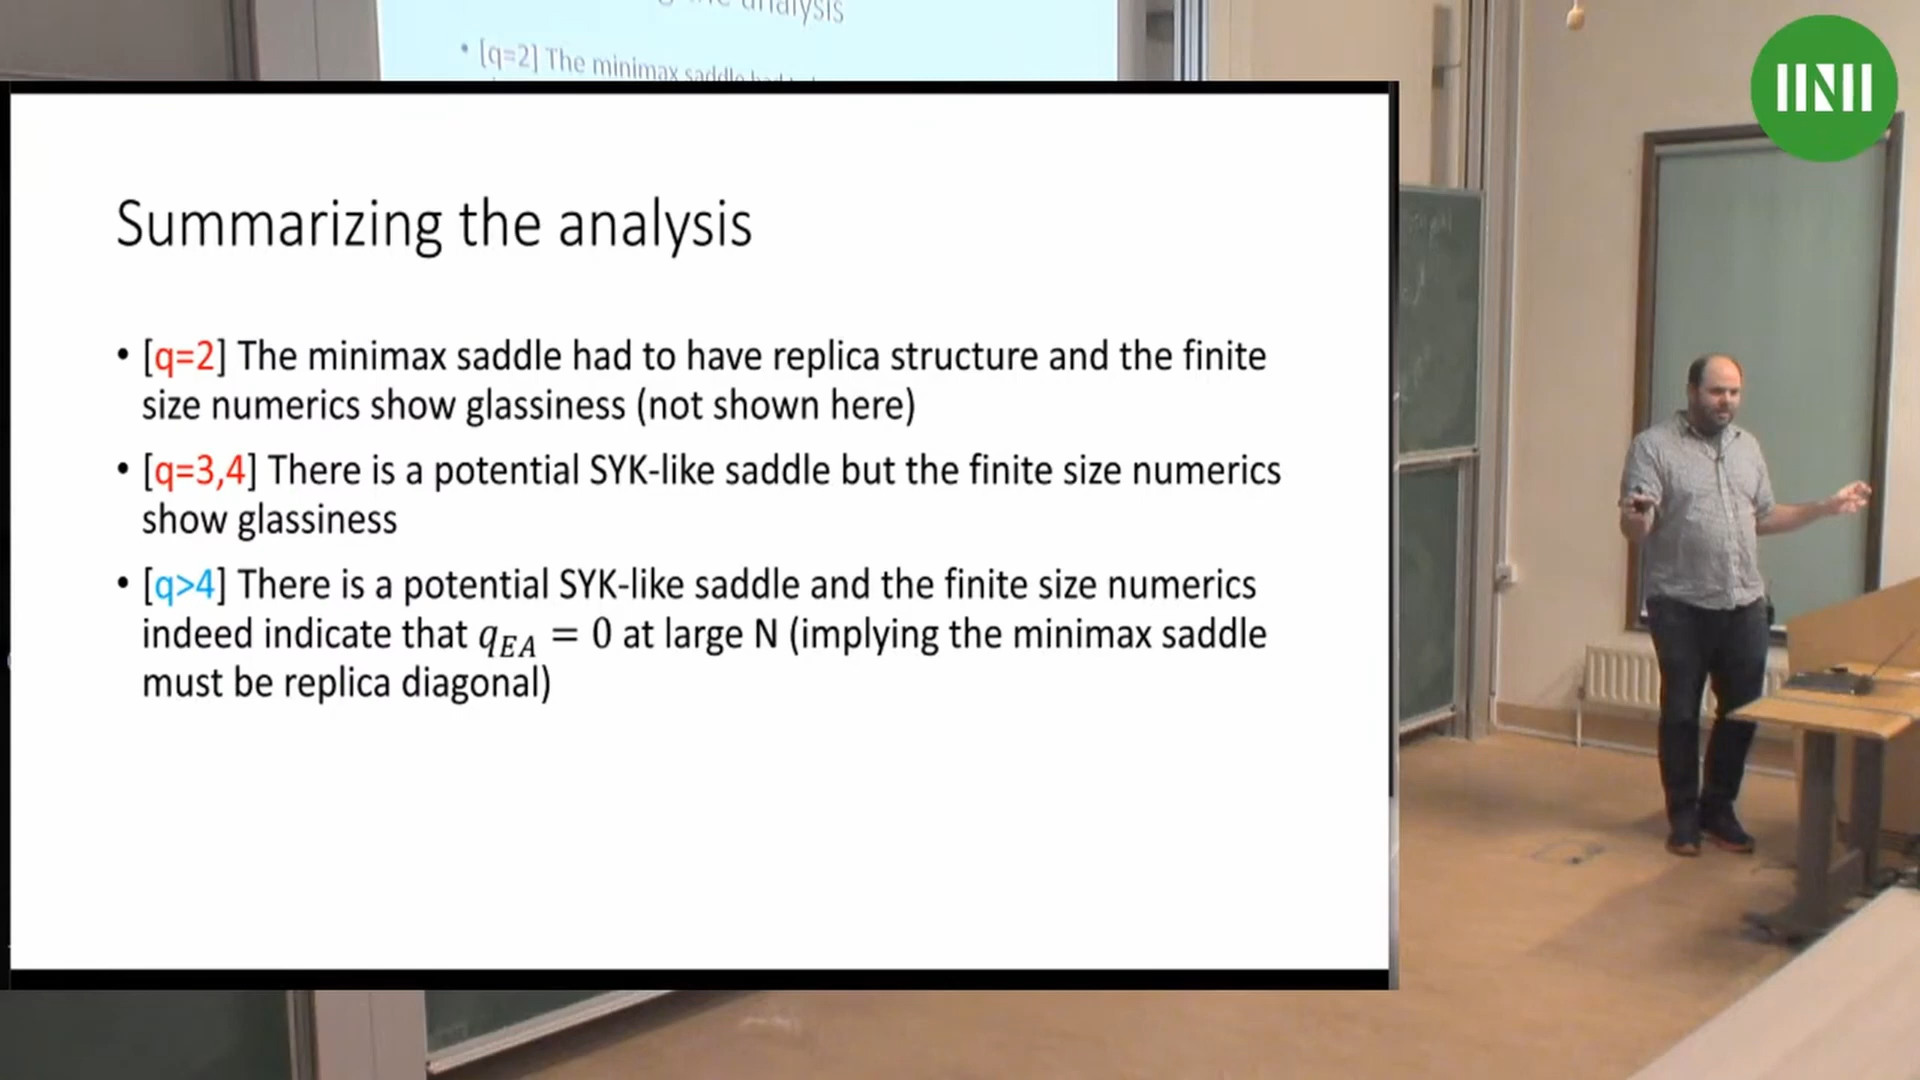 analysis
• [q=2] The minimax saddle had
Summarizing the analysis
• [q=2] The minimax saddle had to have replica structure and the finite
size numerics show glassiness (not shown here)
• [q=3,4] There is a potential SYK-like saddle but the finite size numerics
show glassiness
• [q>4] There is a potential SYK-like saddle and the finite size numerics
indeed indicate that q_EA = 0 at large N (implying the minimax saddle
must be replica diagonal)